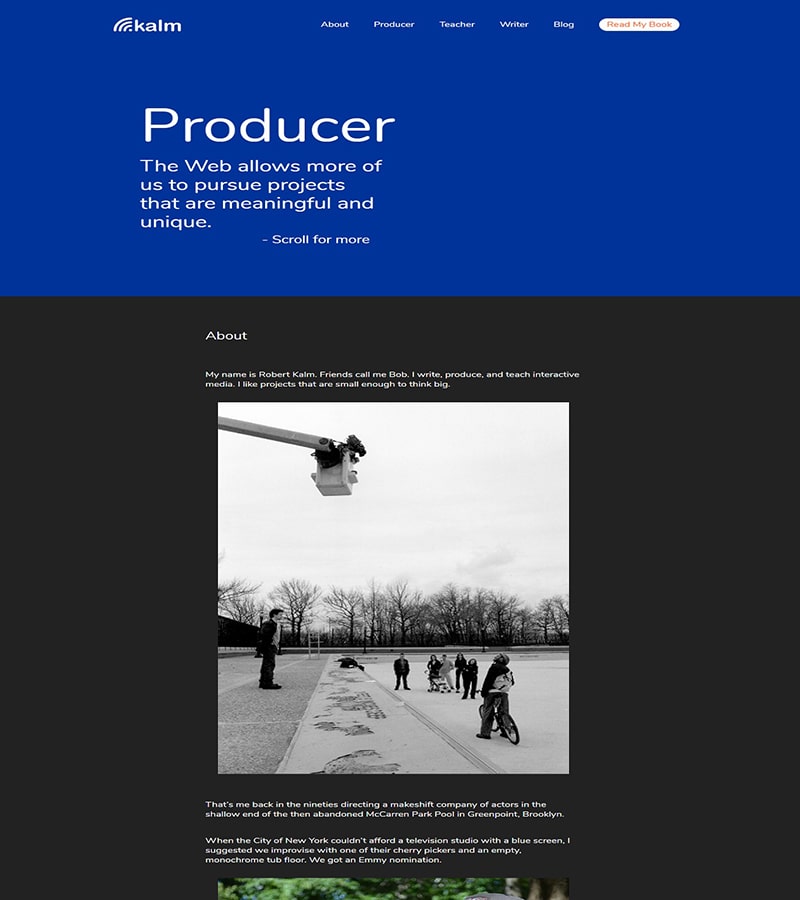 kalm
About Producer Teacher Writer Blog Read My Book
Producer
The Web allows more of
us to pursue projects
that are meaningful and
unique.
- Scroll for more
About
My name is Robert Kalm. Friends call me Bob. I write, produce, and teach interactive
media. I like projects that are small enough to think big.
That's me back in the nineties directing a makeshift company of actors in the
shallow end of the then abandoned McCarren Park Pool in Greenpoint, Brooklyn.
When the City of New York couldn't afford a television studio with a blue screen, I
suggested we improvise with one of their cherry pickers and an empty,
monochrome tub floor. We got an Emmy nomination.